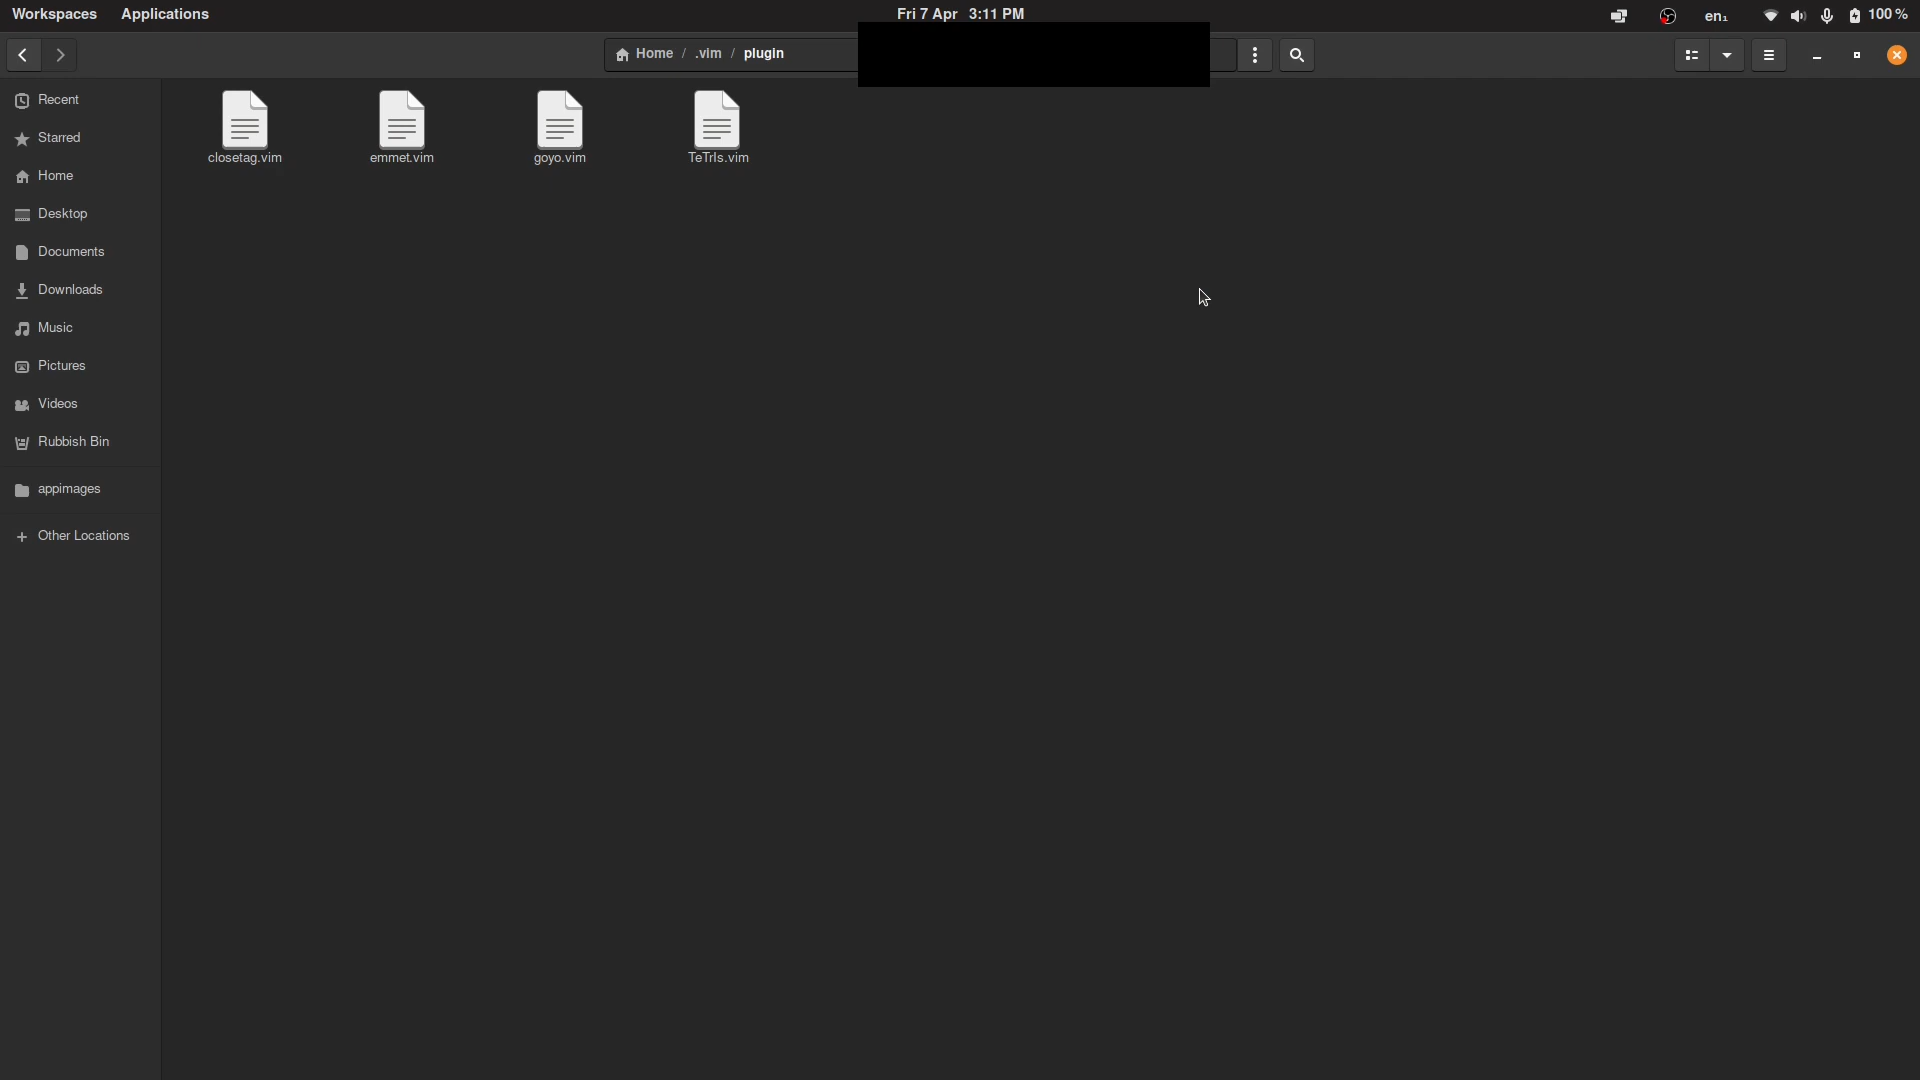 Workspaces Applications Fri 7 Apr 3:11 PM en₁ 100 %
Home / .vim / plugin
Recent
Starred
Home
Desktop
Documents
Downloads
Music
Pictures
Videos
Rubbish Bin
appimages
Other Locations
closetag.vim emmet.vim goyo.vim TeTrIs.vim